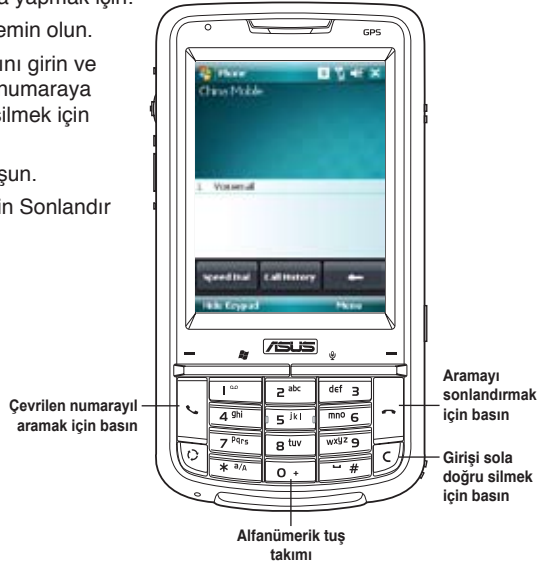 a yapmak için:
emin olun.
ını girin ve
numaraya
silmek için
şun.
in Sonlandır
GPS
Phone
China Mobile
1 Voicemail
Speed Dial Call History
Hide Keypad Menu
ASUS
1
2 abc
def 3
4 ghi
5 jkl
mno 6
7 pqrs
8 tuv
wxyz 9
* a/A
0 +
#
C
Çevrilen numarayıl
aramak için basın
Aramayı
sonlandırmak
için basın
Girişi sola
doğru silmek
için basın
Alfanümerik tuş
takımı